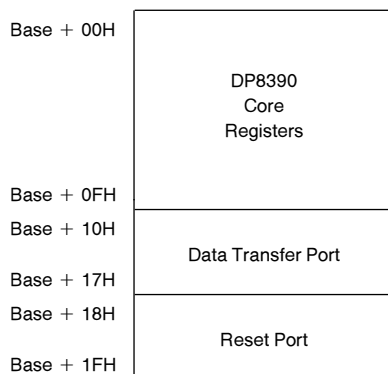 Base + 00H
DP8390
Core
Registers
Base + 0FH
Base + 10H
Data Transfer Port
Base + 17H
Base + 18H
Reset Port
Base + 1FH